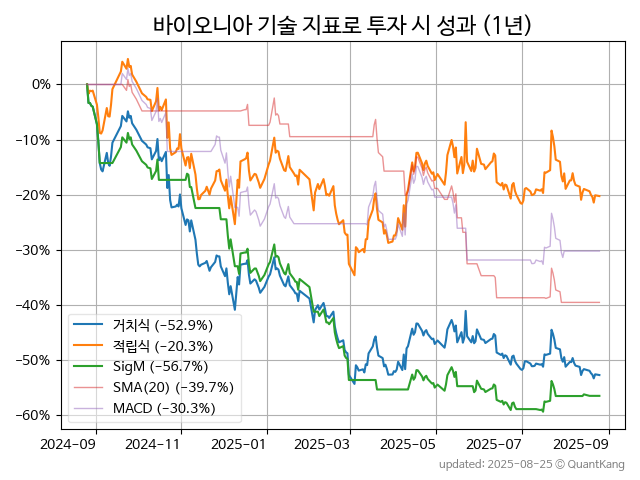 바이오니아 기술 지표로 투자 시 성과 (1년)
0%
−10%
−20%
−30%
−40%
−50%
−60%
거치식 (−52.9%)
적립식 (−20.3%)
SigM (−56.7%)
SMA(20) (−39.7%)
MACD (−30.3%)
2024-09 2024-11 2025-01 2025-03 2025-05 2025-07 2025-09
updated: 2025-08-25 © QuantKang